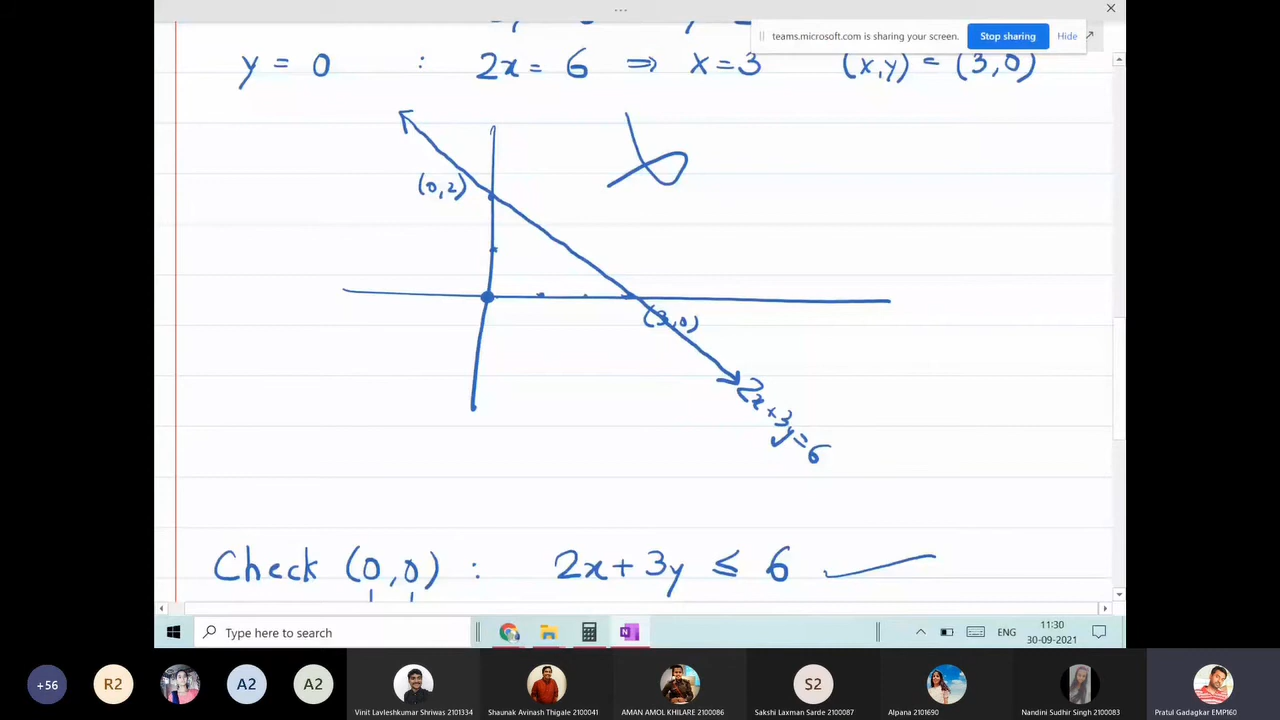 ...
teams.microsoft.com is sharing your screen. Stop sharing Hide
y = 0 : 2x = 6 ⇒ x = 3 (x,y) = (3,0)
(0,2)
(3,0)
2x+3y=6
Check (0,0) : 2x+3y ≤ 6
Type here to search
ENG
11:30
30-09-2021
+56
R2
A2
A2
S2
Vinit Lavleshkumar Shriwas 2101334
Shaunak Avinash Thigale 2100041
AMAN AMOL KHILARE 2100086
Sakshi Laxman Sarde 2100087
Alpana 2101690
Nandini Sudhir Singh 2100083
Pratul Gadagkar EMP160